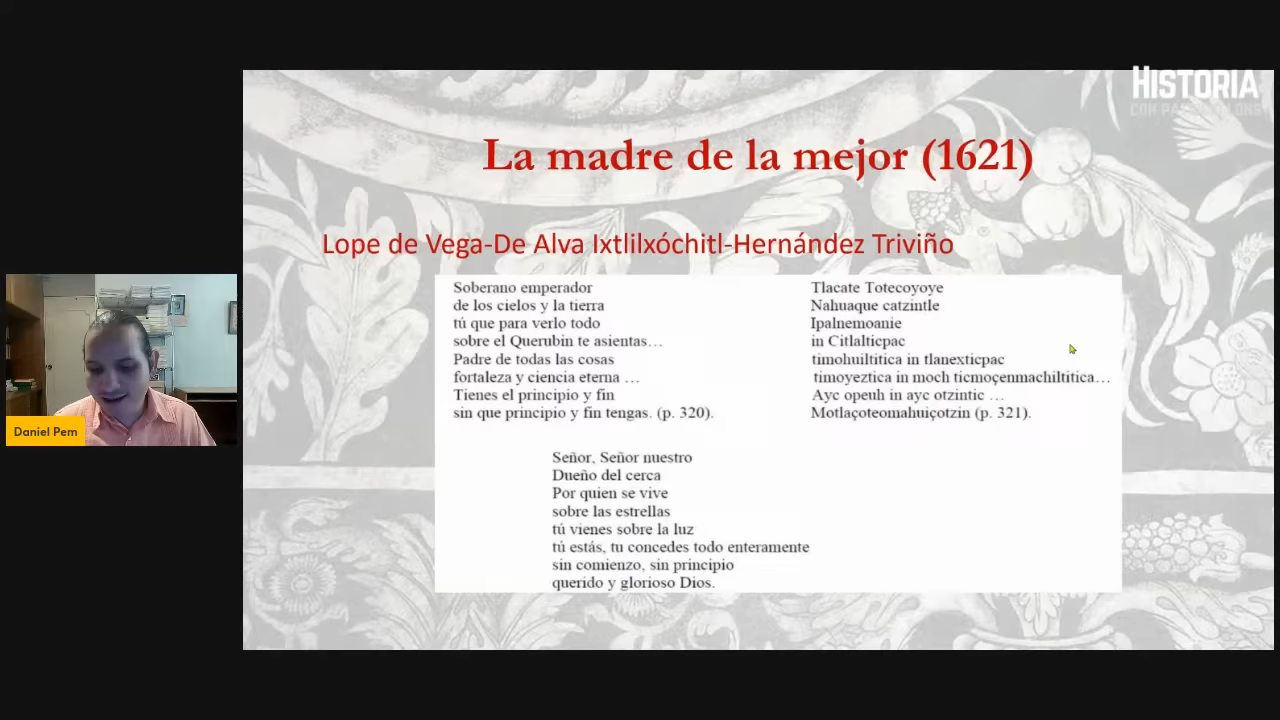 HISTORIA
La madre de la mejor (1621)
Lope de Vega-De Alva Ixtlilxóchitl-Hernández Triviño
Soberano emperador
de los cielos y la tierra
tú que para verlo todo
sobre el Querubín te asientas…
Padre de todas las cosas
fortaleza y ciencia eterna …
Tienes el principio y fin
sin que principio y fin tengas. (p. 320).
Tlacate Totecoyoye
Nahuaque catzintle
Ipalnemoanie
in Citlalticpac
timohuiltitica in tlanexticpac
timoyeztica in moch ticmoçenmachiltitica…
Ayc opeuh in ayc otzintic …
Motlaçoteomahuiçotzin (p. 321).
Señor, Señor nuestro
Dueño del cerca
Por quien se vive
sobre las estrellas
tú vienes sobre la luz
tú estás, tu concedes todo enteramente
sin comienzo, sin principio
querido y glorioso Dios.
Daniel Pem